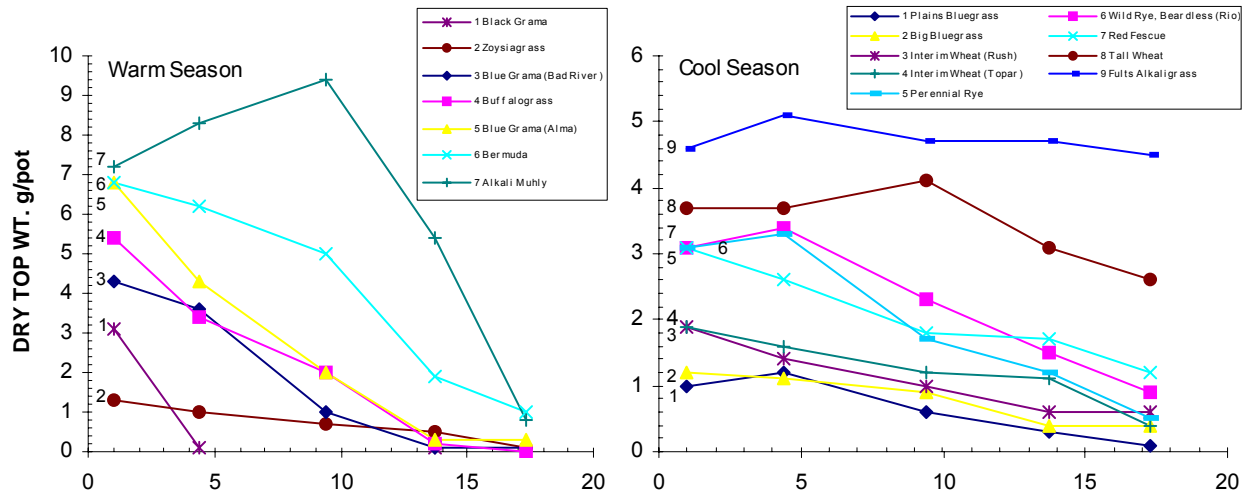 1 Black Grama
2 Zoysiagrass
3 Blue Grama (Bad River)
4 Buffalograss
5 Blue Grama (Alma)
6 Bermuda
7 Alkali Muhly
Warm Season
DRY TOP WT. g/pot
10
9
8
7
6
5
4
3
2
1
0
7
6
5
4
3
1
2
0 5 10 15 20
1 Plains Bluegrass 6 Wild Rye, Beardless (Rio)
2 Big Bluegrass 7 Red Fescue
3 Interim Wheat (Rush) 8 Tall Wheat
4 Interim Wheat (Topar) 9 Fults Alkaligrass
5 Perennial Rye
Cool Season
6
5
4
3
2
1
0
9
8
7
6
5
4
3
2
1
0 5 10 15 20